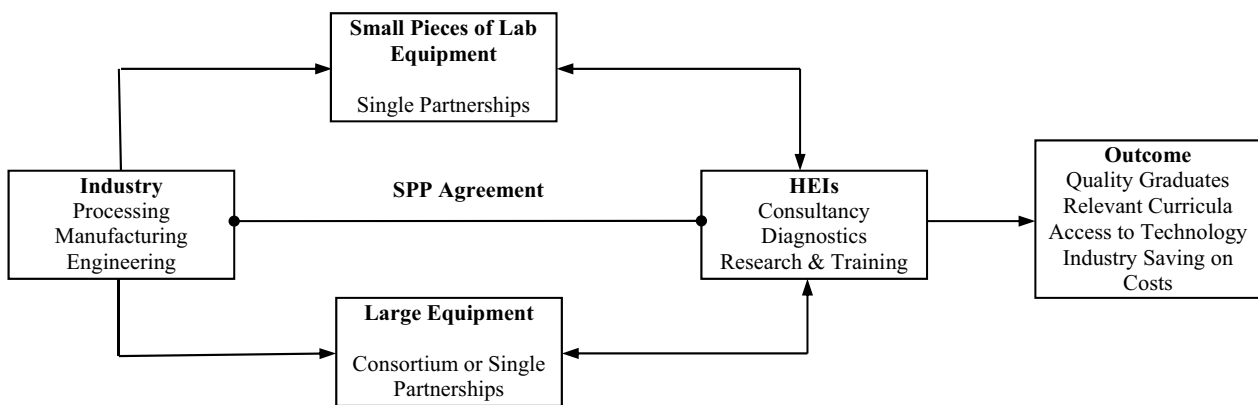 Small Pieces of Lab
Equipment
Single Partnerships
Industry
Processing
Manufacturing
Engineering
SPP Agreement
HEIs
Consultancy
Diagnostics
Research & Training
Outcome
Quality Graduates
Relevant Curricula
Access to Technology
Industry Saving on
Costs
Large Equipment
Consortium or Single
Partnerships